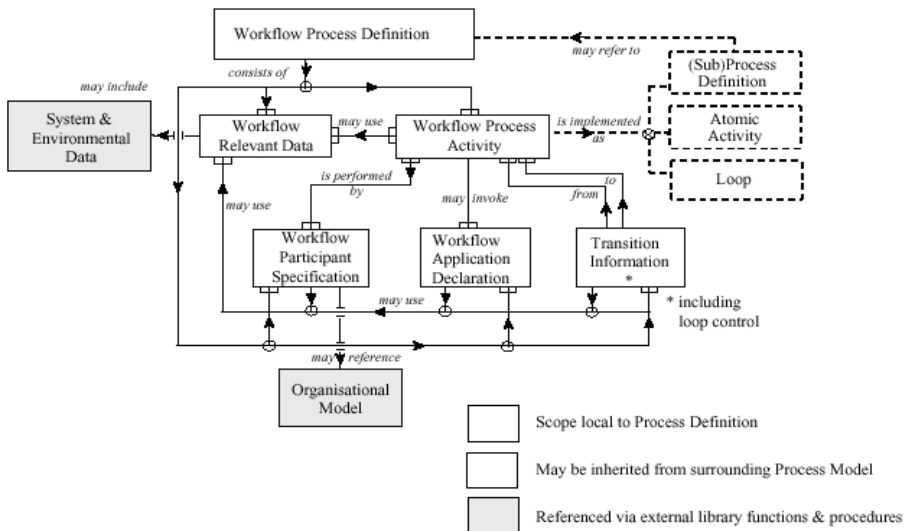 Workflow Process Definition
may refer to
consists of
(Sub)Process
Definition
may include
System &
Environmental
Data
Workflow
Relevant Data
may use
Workflow Process
Activity
is implemented
as
Atomic
Activity
Loop
is performed
by
may invoke
to
from
may use
Workflow
Participant
Specification
Workflow
Application
Declaration
Transition
Information
*
may use
* including
loop control
may reference
Organisational
Model
Scope local to Process Definition
May be inherited from surrounding Process Model
Referenced via external library functions & procedures